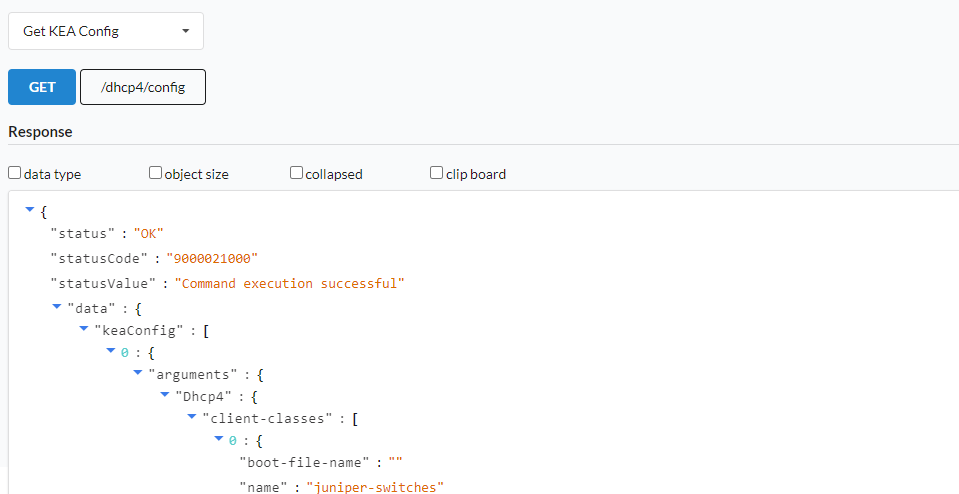 Get KEA Config
GET /dhcp4/config
Response
data type object size collapsed clip board
{
"status" : "OK"
"statusCode" : "9000021000"
"statusValue" : "Command execution successful"
"data" : {
"keaConfig" : [
0 : {
"arguments" : {
"Dhcp4" : {
"client-classes" : [
0 : {
"boot-file-name" : ""
"name" : "juniper-switches"